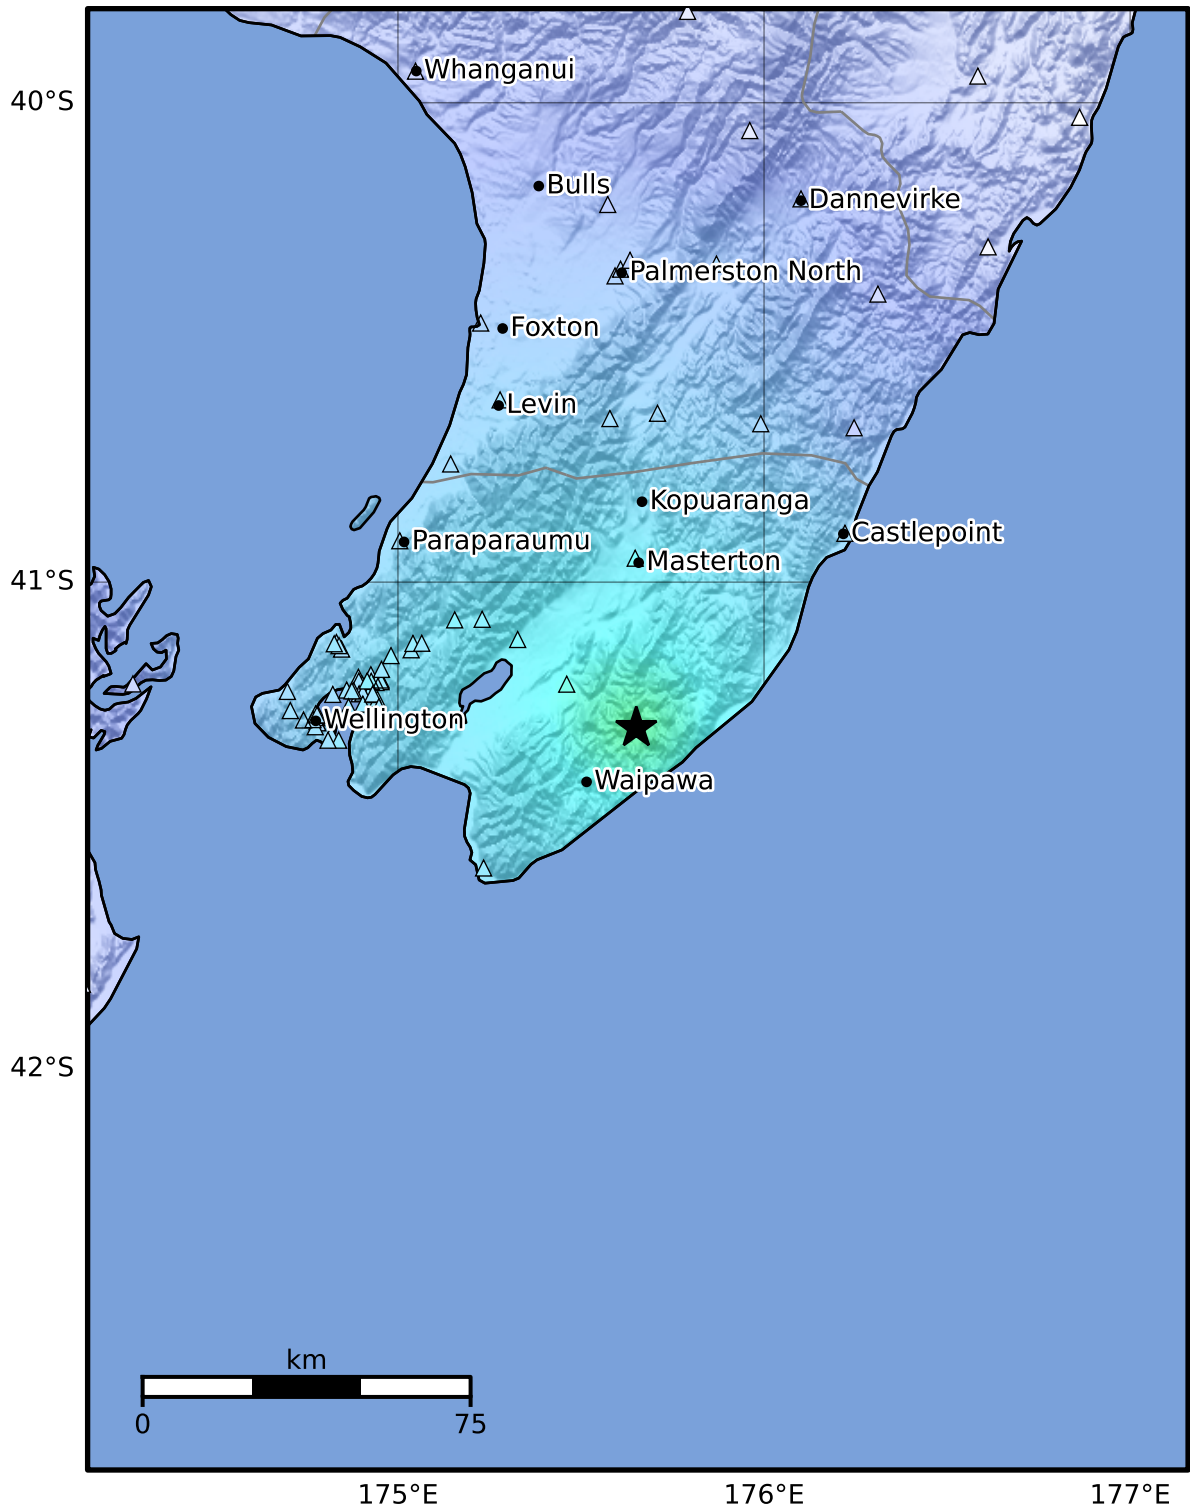 Whanganui
40°S
Bulls
Dannevirke
Palmerston North
Foxton
Levin
Kopuaranga
Castlepoint
Paraparaumu
Masterton
41°S
Wellington
Waipawa
42°S
km
0 75
175°E 176°E 177°E